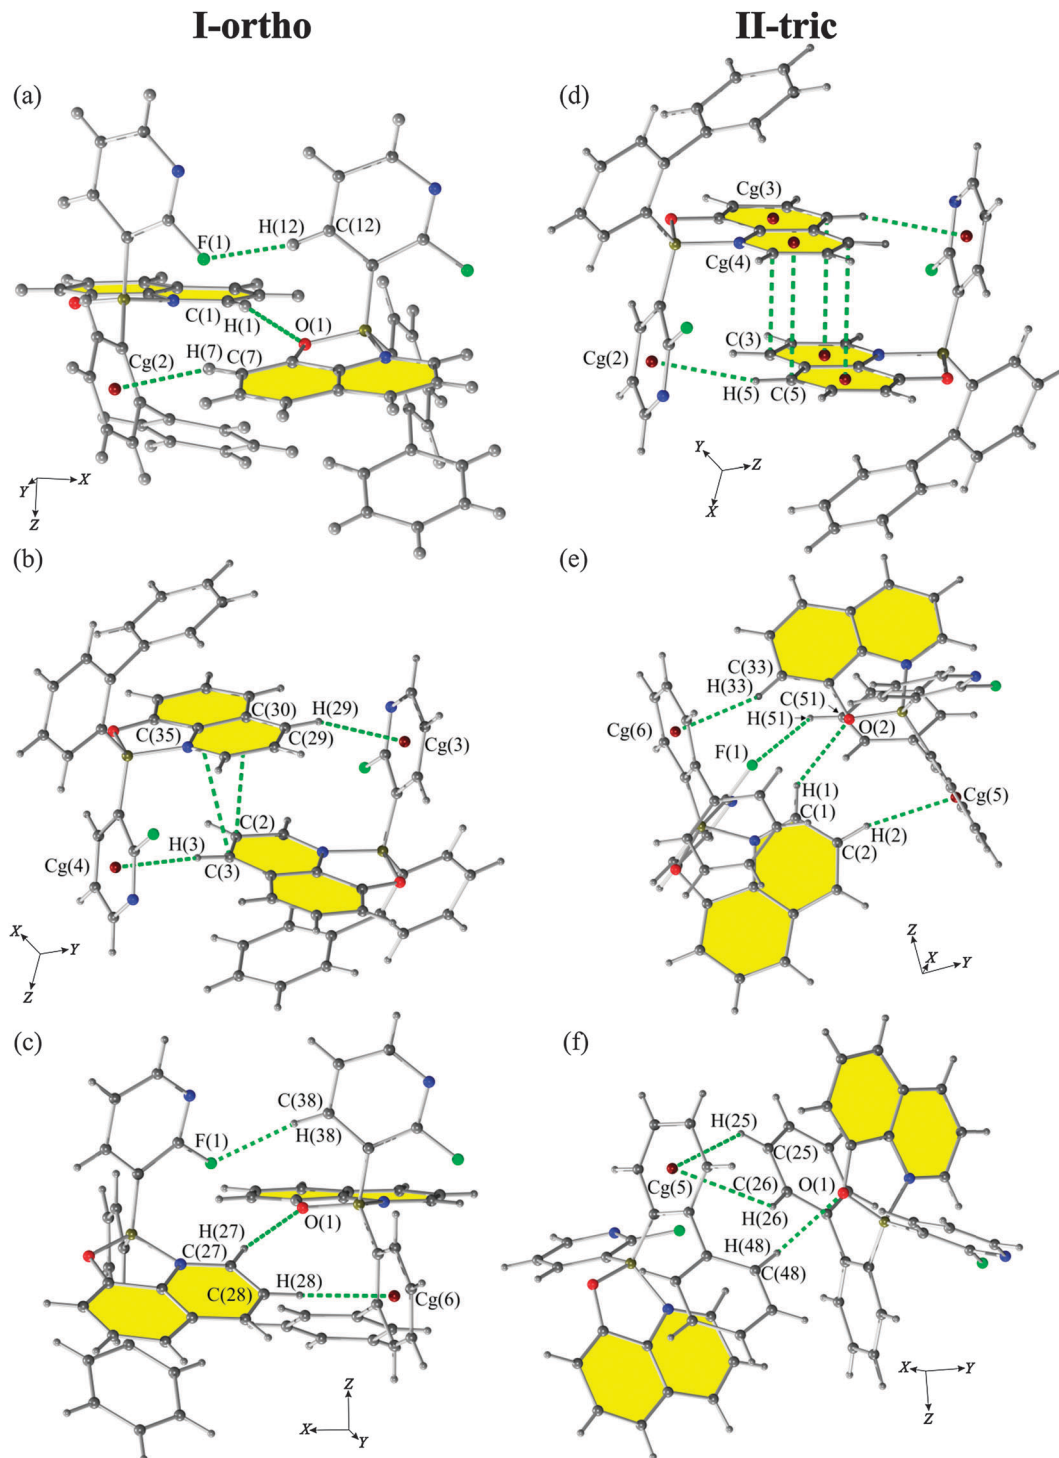 I-ortho
II-tric
(a)
F(1)
H(12)
C(12)
C(1)
H(1)
O(1)
H(7)
C(7)
Cg(2)
X
Y
Z
(d)
Cg(3)
Cg(4)
Cg(2)
C(3)
H(5)
C(5)
Y
Z
X
(b)
C(35)
C(30)
H(29)
C(29)
Cg(3)
C(2)
H(3)
C(3)
Cg(4)
X
Y
Z
(e)
C(33)
H(33)
C(51)
H(51)
O(2)
Cg(6)
F(1)
H(1)
C(1)
Cg(5)
H(2)
C(2)
Z
X
Y
(c)
C(38)
H(38)
F(1)
H(27)
O(1)
C(27)
H(28)
C(28)
Cg(6)
Z
X
Y
(f)
H(25)
C(25)
Cg(5)
C(26)
O(1)
H(26)
H(48)
C(48)
X
Y
Z